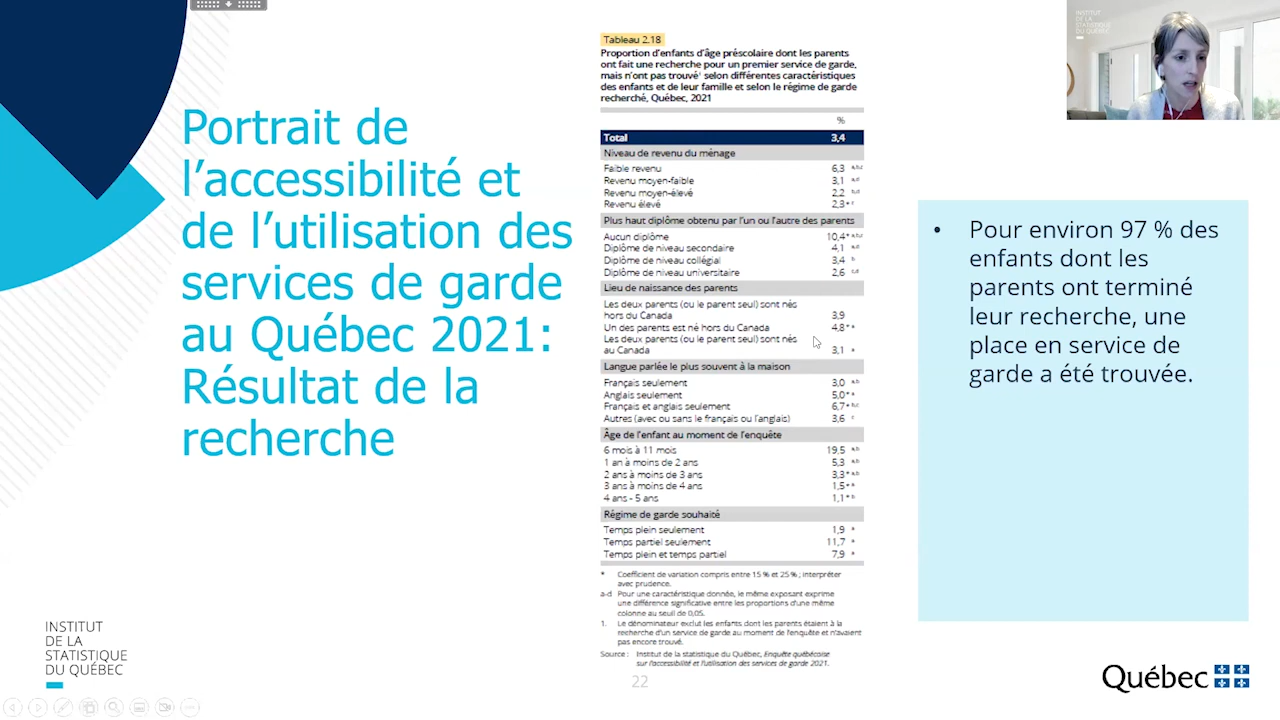 Portrait de
l’accessibilité et
de l’utilisation des
services de garde
au Québec 2021:
Résultat de la
recherche
Tableau 2.18
Proportion d’enfants d’âge préscolaire dont les parents
ont fait une recherche pour un premier service de garde,
mais n’ont pas trouvé¹ selon différentes caractéristiques
des enfants et de leur famille et selon le régime de garde
recherché, Québec, 2021
%
Total 3,4
Niveau de revenu du ménage
Faible revenu 6,3 a,b,c
Revenu moyen-faible 3,1 a,d
Revenu moyen-élevé 2,2 b,d
Revenu élevé 2,3* c
Plus haut diplôme obtenu par l’un ou l’autre des parents
Aucun diplôme 10,4* a,b,c
Diplôme de niveau secondaire 4,1 a,d
Diplôme de niveau collégial 3,4 b
Diplôme de niveau universitaire 2,6 c,d
Lieu de naissance des parents
Les deux parents (ou le parent seul) sont nés
hors du Canada 3,9
Un des parents est né hors du Canada 4,8* a
Les deux parents (ou le parent seul) sont nés
au Canada 3,1 a
Langue parlée le plus souvent à la maison
Français seulement 3,0 a,b
Anglais seulement 5,0* a
Français et anglais seulement 6,7* b,c
Autres (avec ou sans le français ou l’anglais) 3,6 c
Âge de l’enfant au moment de l’enquête
6 mois à 11 mois 19,5 a,b
1 an à moins de 2 ans 5,3 a,b
2 ans à moins de 3 ans 3,3* a,b
3 ans à moins de 4 ans 1,5* a
4 ans - 5 ans 1,1* b
Régime de garde souhaité
Temps plein seulement 1,9 a
Temps partiel seulement 11,7 a
Temps plein et temps partiel 7,9 a
* Coefficient de variation compris entre 15 % et 25 % ; interpréter
avec prudence.
a-d Pour une caractéristique donnée, le même exposant exprime
une différence significative entre les proportions d’une même
colonne au seuil de 0,05.
1. Le dénominateur exclut les enfants dont les parents étaient à la
recherche d’un service de garde au moment de l’enquête et n’avaient
pas encore trouvé.
Source : Institut de la statistique du Québec, Enquête québécoise
sur l’accessibilité et l’utilisation des services de garde 2021.
22
• Pour environ 97 % des
enfants dont les
parents ont terminé
leur recherche, une
place en service de
garde a été trouvée.
INSTITUT
DE LA
STATISTIQUE
DU QUÉBEC
INSTITUT
DE LA
STATISTIQUE
DU QUÉBEC
Québec